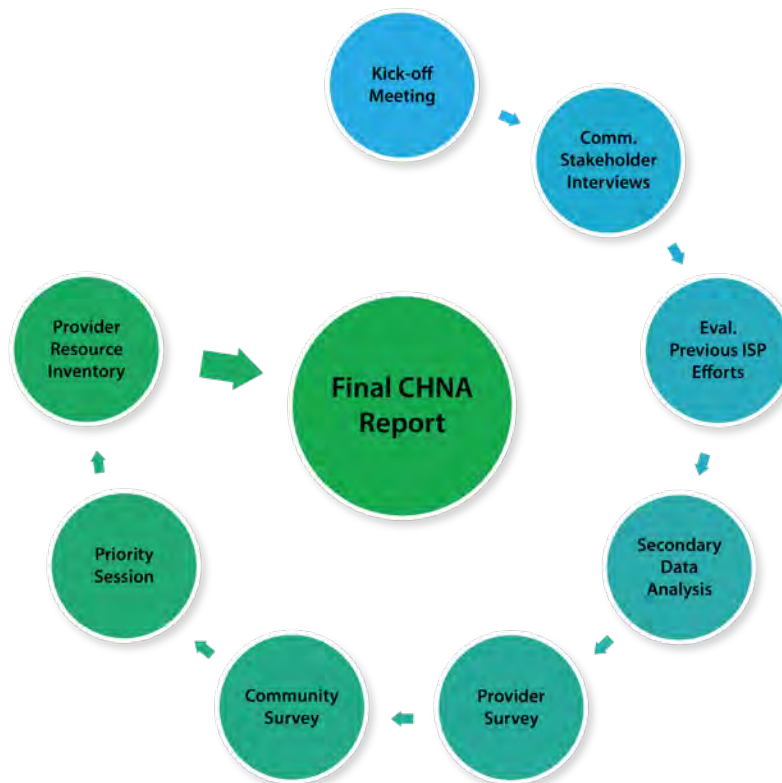 Kick-off
Meeting
Comm.
Stakeholder
Interviews
Eval.
Previous ISP
Efforts
Secondary
Data
Analysis
Provider
Survey
Community
Survey
Priority
Session
Provider
Resource
Inventory
Final CHNA
Report